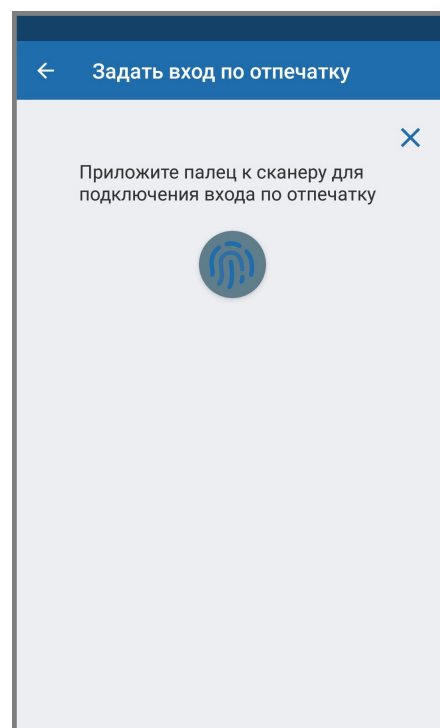 Задать вход по отпечатку
Приложите палец к сканеру для
подключения входа по отпечатку